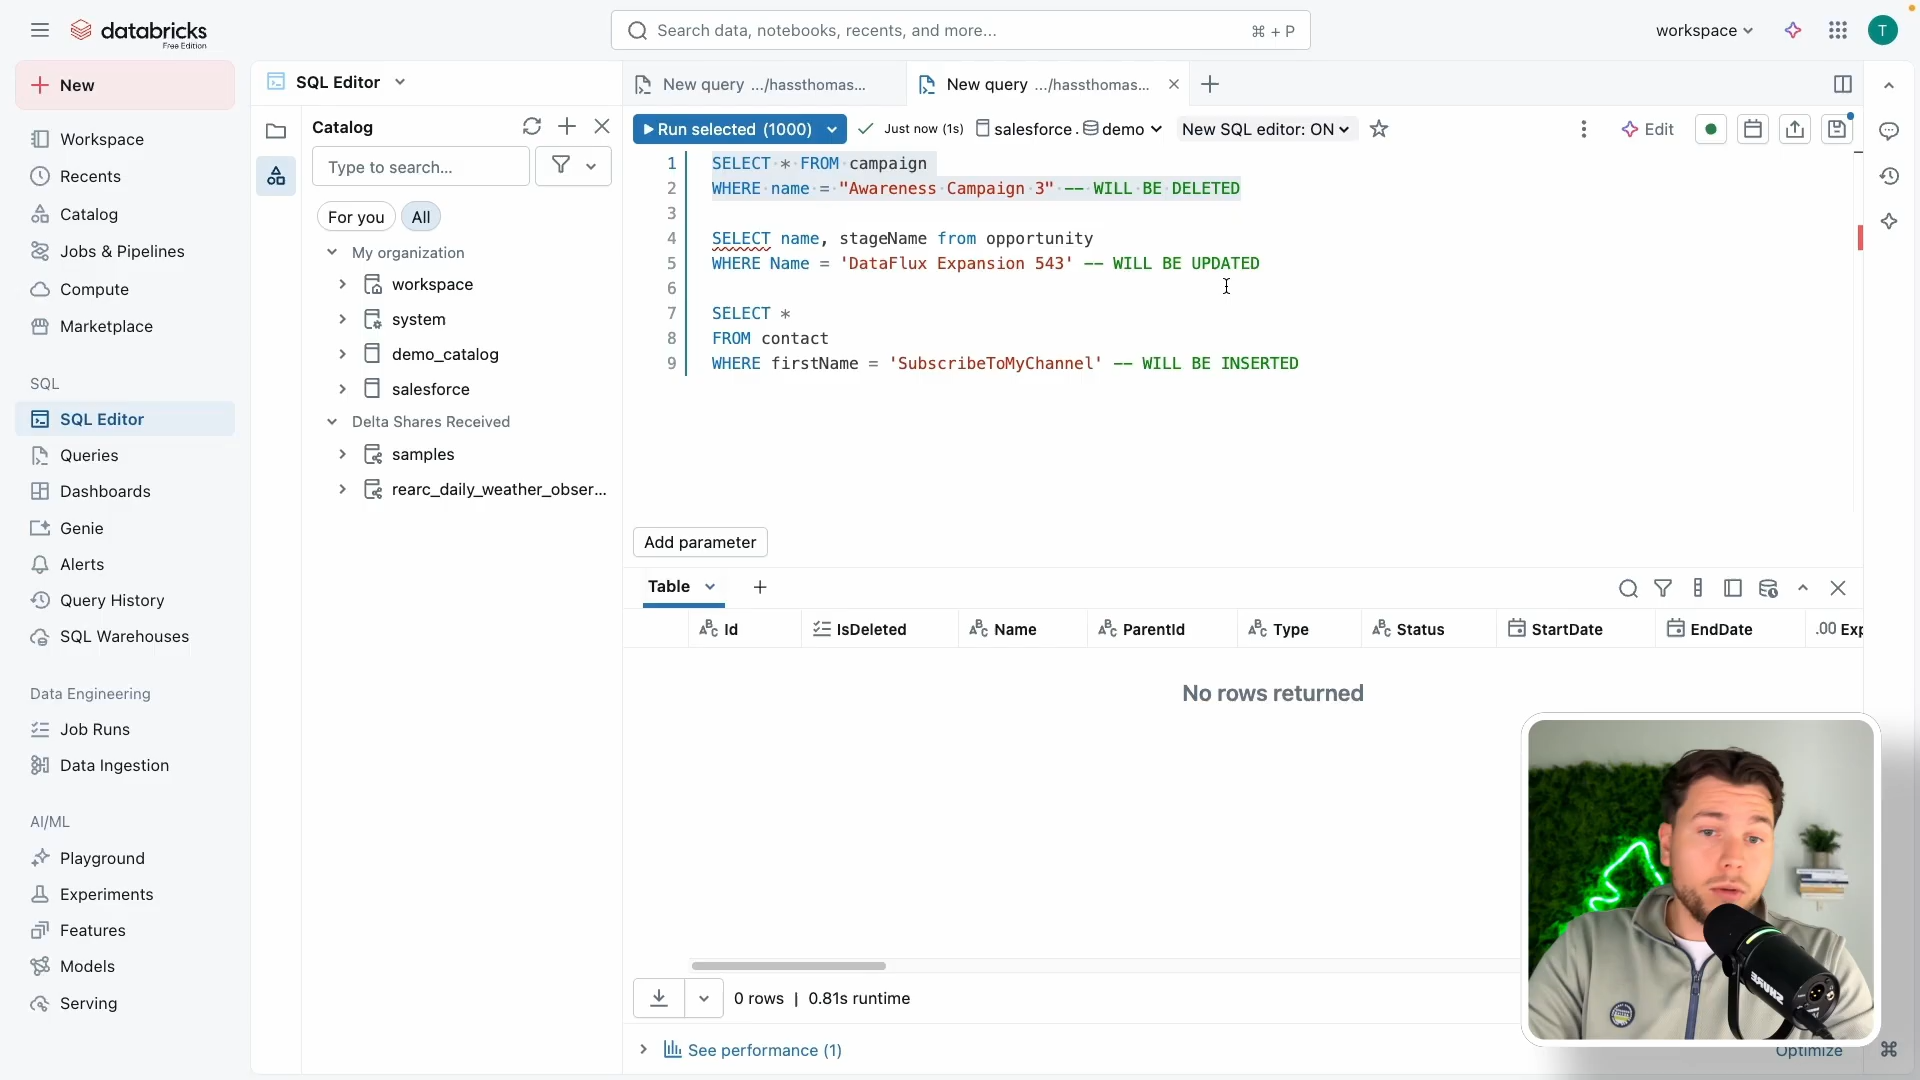 databricks
Free Edition
Search data, notebooks, recents, and more...
⌘ + P
workspace
T
New
Workspace
Recents
Catalog
Jobs & Pipelines
Compute
Marketplace
SQL
SQL Editor
Queries
Dashboards
Genie
Alerts
Query History
SQL Warehouses
Data Engineering
Job Runs
Data Ingestion
AI/ML
Playground
Experiments
Features
Models
Serving
SQL Editor
Catalog
Type to search...
For you
All
My organization
workspace
system
demo_catalog
salesforce
Delta Shares Received
samples
rearc_daily_weather_obser...
New query .../hassthomas...
New query .../hassthomas...
Run selected (1000)
Just now (1s)
salesforce . demo
New SQL editor: ON
Edit
1 SELECT * FROM campaign
2 WHERE name = "Awareness Campaign 3" -- WILL BE DELETED
3
4 SELECT name, stageName from opportunity
5 WHERE Name = 'DataFlux Expansion 543' -- WILL BE UPDATED
6
7 SELECT *
8 FROM contact
9 WHERE firstName = 'SubscribeToMyChannel' -- WILL BE INSERTED
Add parameter
Table
Id
IsDeleted
Name
ParentId
Type
Status
StartDate
EndDate
.00 Exp
No rows returned
0 rows | 0.81s runtime
See performance (1)
Optimize
SHURE